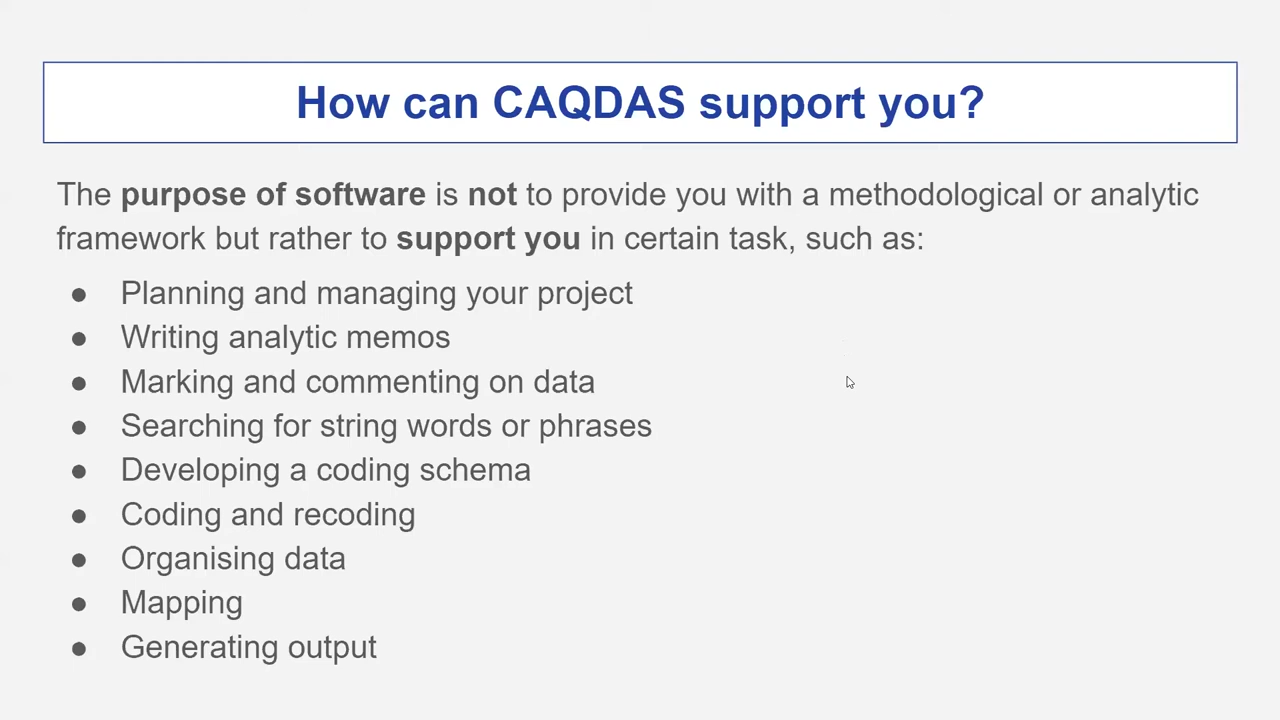 How can CAQDAS support you?
The purpose of software is not to provide you with a methodological or analytic
framework but rather to support you in certain task, such as:
● Planning and managing your project
● Writing analytic memos
● Marking and commenting on data
● Searching for string words or phrases
● Developing a coding schema
● Coding and recoding
● Organising data
● Mapping
● Generating output